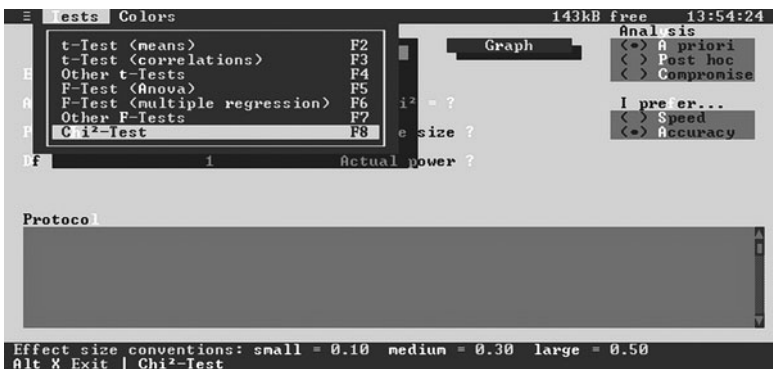 ≡ Tests Colors 143kB free 13:54:24
Analysis
t-Test (means) F2
Graph
(•) A priori
t-Test (correlations) F3
( ) Post hoc
Other t-Tests F4
( ) Compromise
F-Test (Anova) F5
F-Test (multiple regression) F6
i² = ?
I prefer...
Other F-Tests F7
( ) Speed
Chi²-Test F8
e size ?
(•) Accuracy
Df 1 Actual power ?
Protocol
Effect size conventions: small = 0.10 medium = 0.30 large = 0.50
Alt X Exit | Chi²-Test